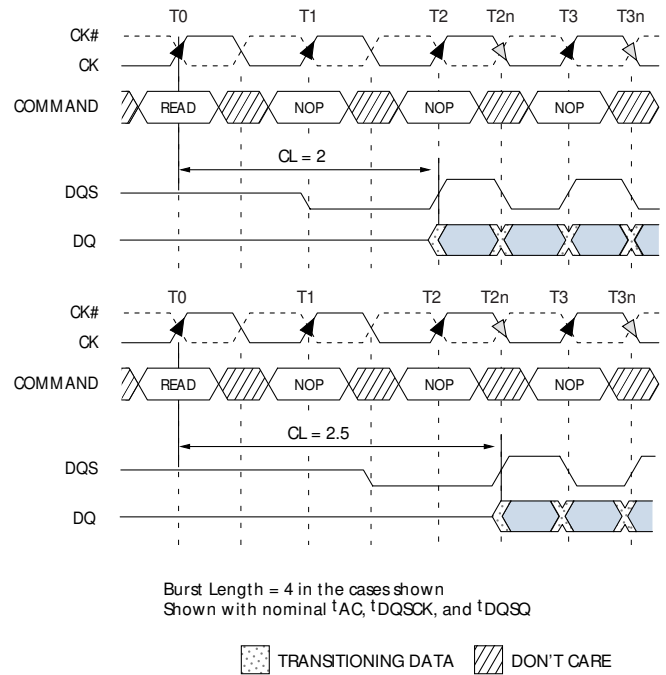 T0 T1 T2 T2n T3 T3n
CK#
CK
COMMAND READ NOP NOP NOP
CL = 2
DQS
DQ
T0 T1 T2 T2n T3 T3n
CK#
CK
COMMAND READ NOP NOP NOP
CL = 2.5
DQS
DQ
Burst Length = 4 in the cases shown
Shown with nominal tAC, tDQSCK, and tDQSQ
TRANSITIONING DATA DON'T CARE